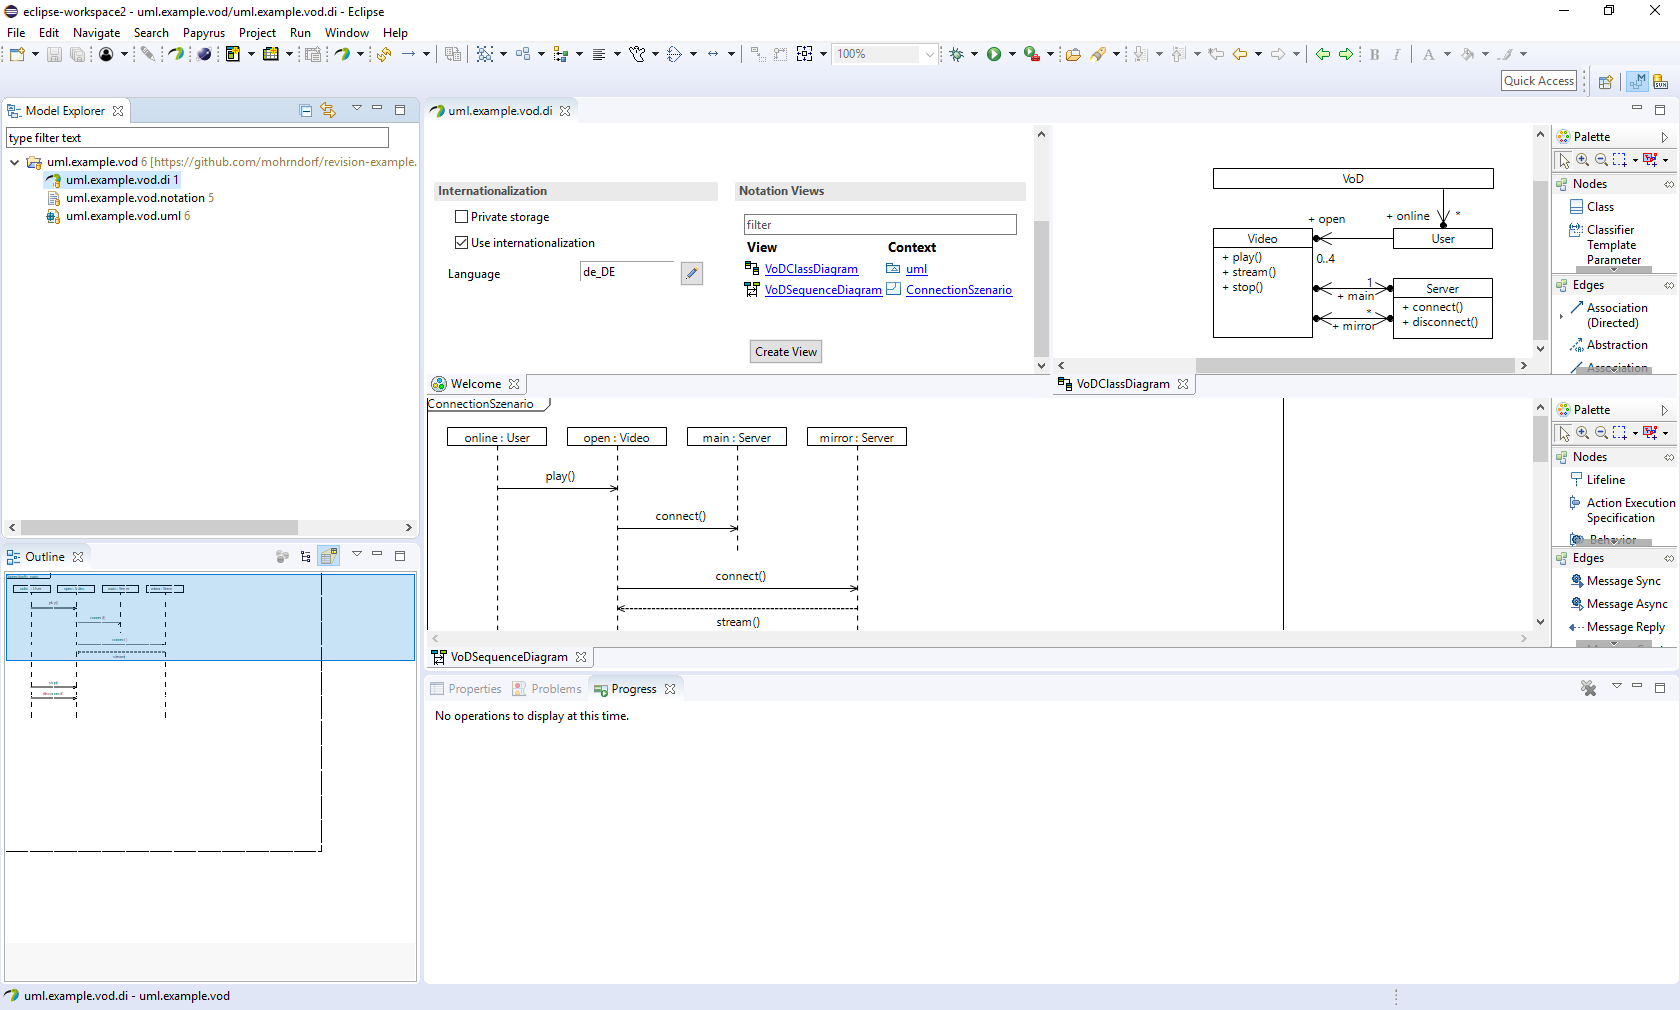 eclipse-workspace2 - uml.example.vod/uml.example.vod.di - Eclipse
File Edit Navigate Search Papyrus Project Run Window Help
100%
B I A
Quick Access
Model Explorer
type filter text
uml.example.vod 6 [https://github.com/mohrndorf/revision-example.
uml.example.vod.di 1
uml.example.vod.notation 5
uml.example.vod.uml 6
uml.example.vod.di
Internationalization
Private storage
Use internationalization
Language de_DE
Notation Views
filter
View Context
VoDClassDiagram uml
VoDSequenceDiagram ConnectionSzenario
Create View
Welcome
VoD
+ open
+ online *
Video
+ play()
+ stream()
+ stop()
0..4
User
1
+ main
*
+ mirror
Server
+ connect()
+ disconnect()
VoDClassDiagram
Palette
Nodes
Class
Classifier
Template
Parameter
Edges
Association
(Directed)
Abstraction
Association
ConnectionSzenario
online : User open : Video main : Server mirror : Server
play()
connect()
connect()
stream()
VoDSequenceDiagram
Palette
Nodes
Lifeline
Action Execution
Specification
Behavior
Edges
Message Sync
Message Async
Message Reply
Outline
Properties Problems Progress
No operations to display at this time.
uml.example.vod.di - uml.example.vod